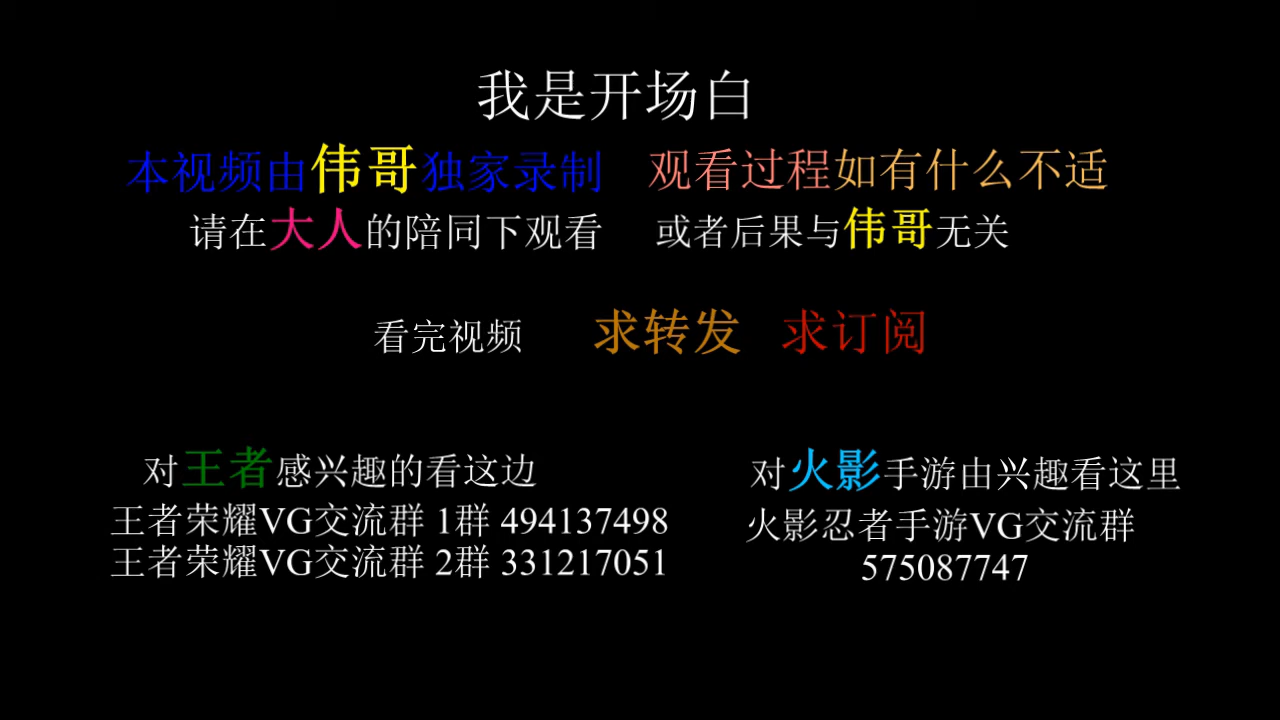 我是开场白
本视频由伟哥独家录制 观看过程如有什么不适
请在大人的陪同下观看 或者后果与伟哥无关
看完视频 求转发 求订阅
对王者感兴趣的看这边
王者荣耀VG交流群 1群 494137498
王者荣耀VG交流群 2群 331217051
对火影手游由兴趣看这里
火影忍者手游VG交流群
575087747